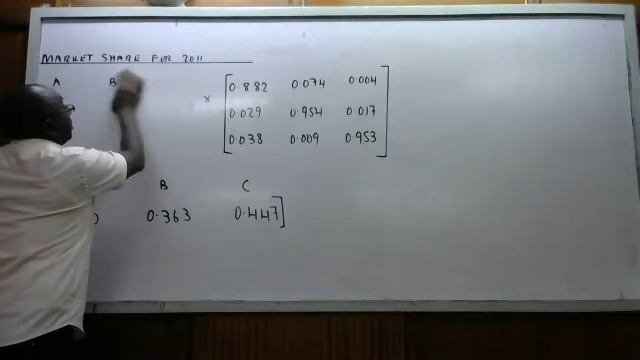 MARKET SHARE FOR 2011
A B
× 0.882 0.074 0.004
0.029 0.954 0.017
0.038 0.009 0.953
B C
0.363 0.447]